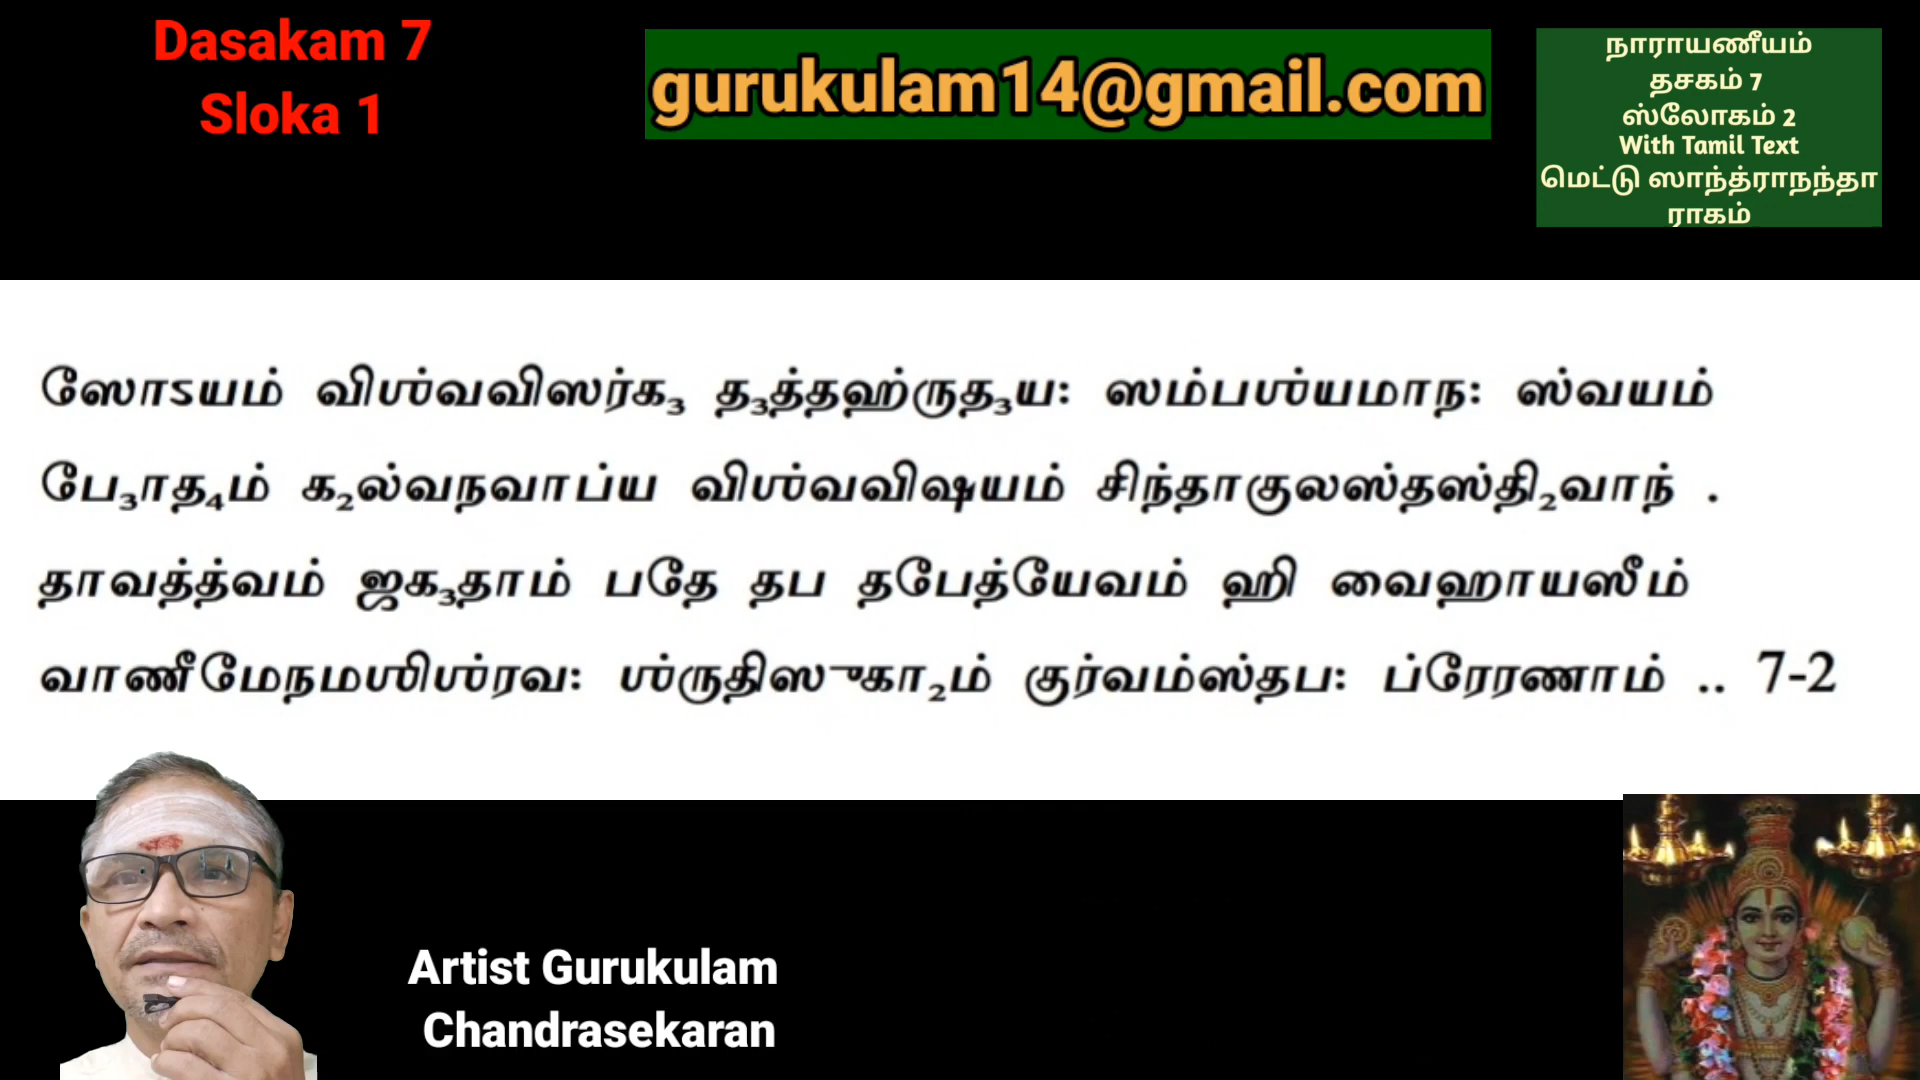 Dasakam 7
Sloka 1
gurukulam14@gmail.com
நாராயணீயம்
தசகம் 7
ஸ்லோகம் 2
With Tamil Text
மெட்டு ஸாந்த்ராநந்தா
ராகம்
ஸோऽயம் விஶ்வவிஸர்க₃ த₃த்தஹ்ருத₃ய: ஸம்பஶ்யமாந: ஸ்வயம்
போ₃த₄ம் க₂ல்வநவாப்ய விஶ்வவிஷயம் சிந்தாகுலஸ்தஸ்தி₂வாந் .
தாவத்த்வம் ஜக₃தாம் பதே தப தபேத்யேவம் ஹி வைஹாயஸீம்
வாணீமேநமஶிஶ்ரவ: ஶ்ருதிஸுகா₂ம் குர்வம்ஸ்தப: ப்ரேரணாம் .. 7-2
Artist Gurukulam
Chandrasekaran